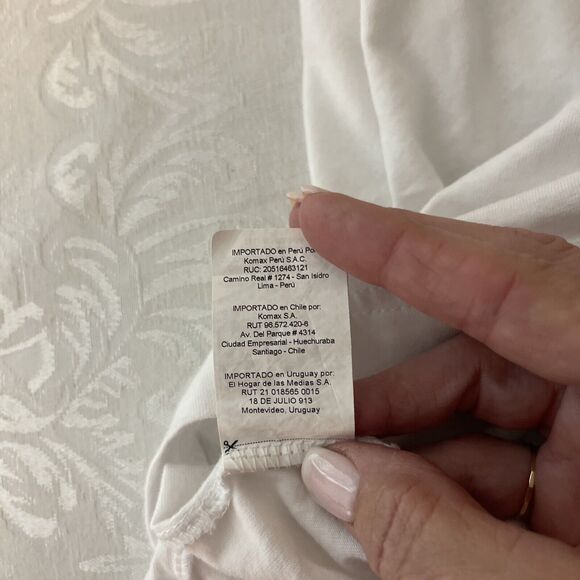 IMPORTADO en Perú Po
Komax Perú S.A.C.
RUC: 20516463121
Camino Real # 1274 - San Isidro
Lima - Perú
IMPORTADO en Chile por:
Komax S.A.
RUT 96.572.420-6
Av. Del Parque # 4314
Ciudad Empresarial - Huechuraba
Santiago - Chile
IMPORTADO en Uruguay por:
El Hogar de las Medias S.A.
RUT 21 018565 0015
18 DE JULIO 913
Montevideo, Uruguay